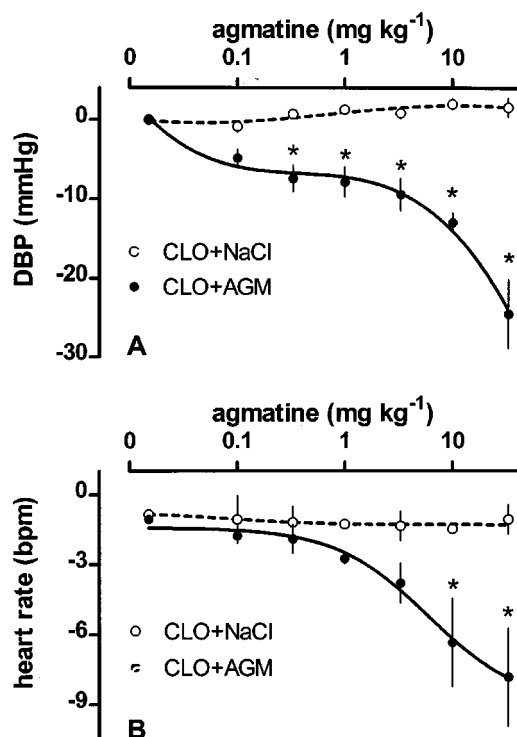 agmatine (mg kg⁻¹)
0 0.1 1 10
0
-10
-20
-30
DBP (mmHg)
* * * * * *
CLO+NaCl
CLO+AGM
A
agmatine (mg kg⁻¹)
0 0.1 1 10
0
-3
-6
-9
heart rate (bpm)
* *
CLO+NaCl
CLO+AGM
B